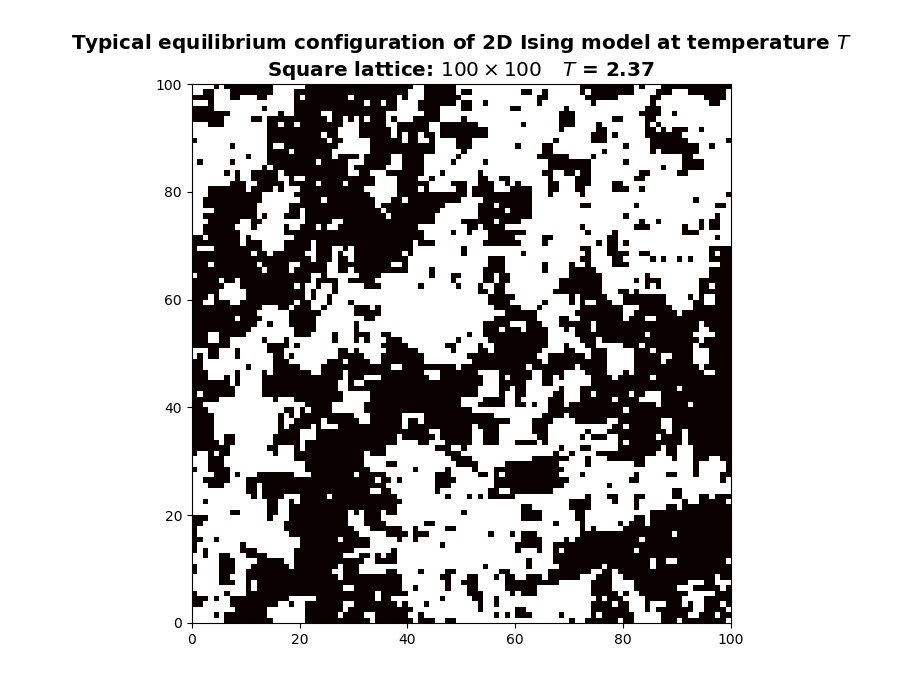 Typical equilibrium configuration of 2D Ising model at temperature T
Square lattice: 100 × 100 T = 2.37
100
80
60
40
20
0
0 20 40 60 80 100